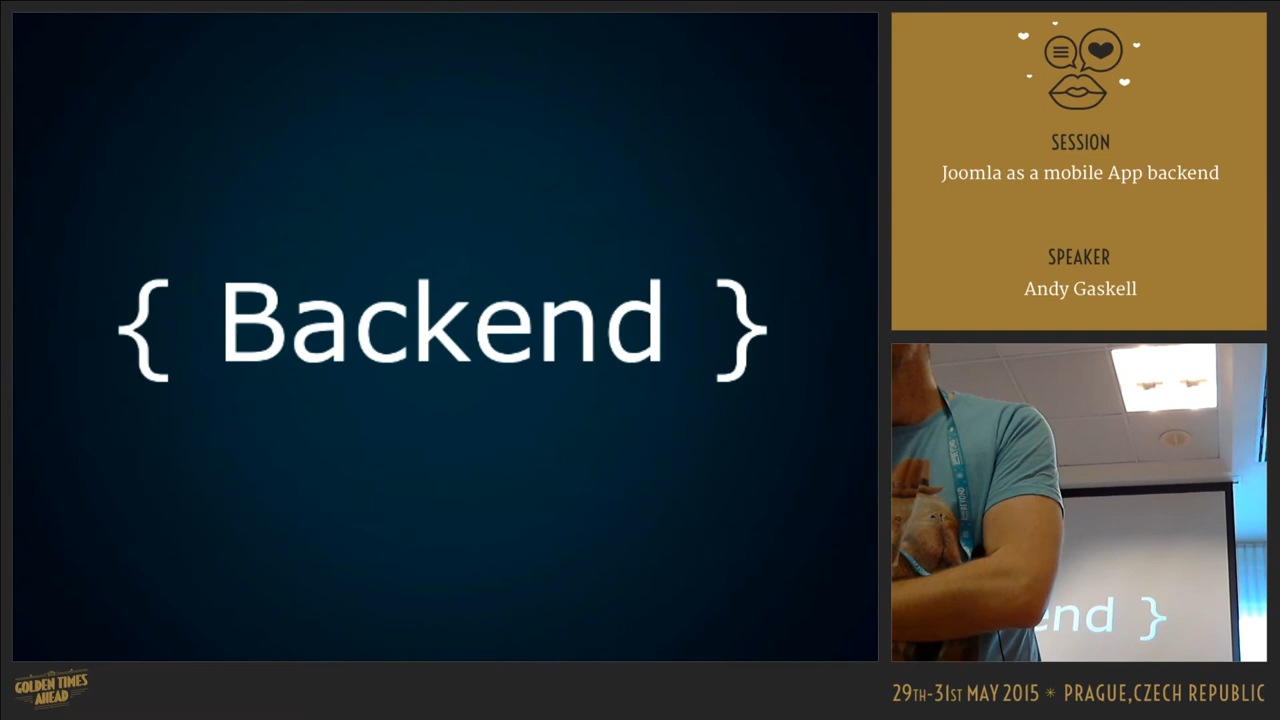 { Backend }
SESSION
Joomla as a mobile App backend
SPEAKER
Andy Gaskell
end }
GOLDEN TIMES
AHEAD
29TH-31ST MAY 2015 * PRAGUE, CZECH REPUBLIC